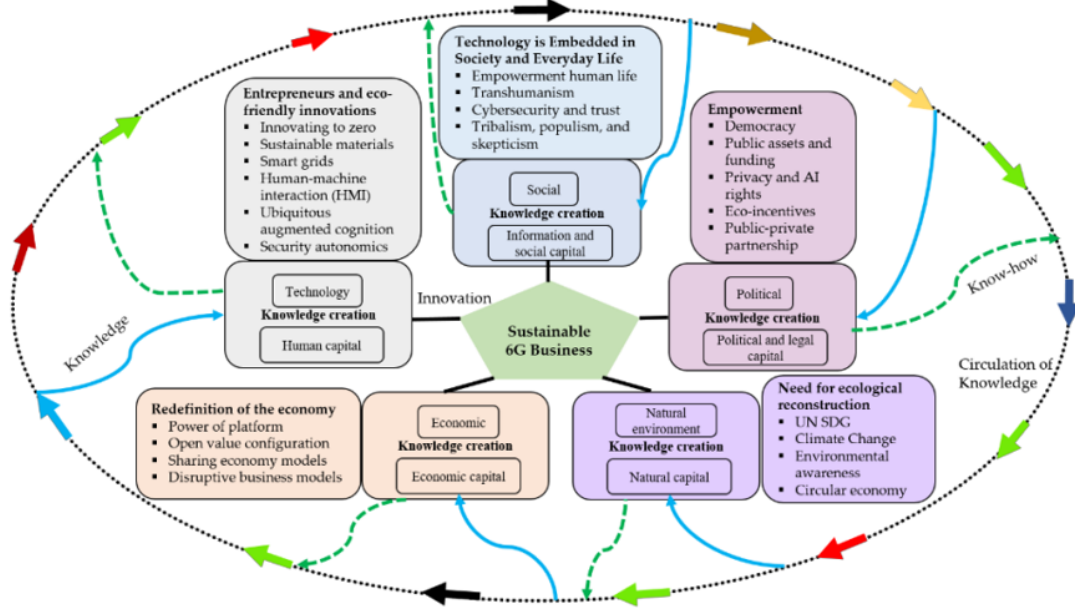 Technology is Embedded in
Society and Everyday Life
▪ Empowerment human life
▪ Transhumanism
▪ Cybersecurity and trust
▪ Tribalism, populism, and
skepticism
Social
Knowledge creation
Information and
social capital
Entrepreneurs and eco-
friendly innovations
▪ Innovating to zero
▪ Sustainable materials
▪ Smart grids
▪ Human-machine
interaction (HMI)
▪ Ubiquitous
augmented cognition
▪ Security autonomics
Technology
Knowledge creation
Human capital
Empowerment
▪ Democracy
▪ Public assets and
funding
▪ Privacy and AI
rights
▪ Eco-incentives
▪ Public-private
partnership
Political
Knowledge creation
Political and legal
capital
Innovation
Sustainable
6G Business
Knowledge
Know-how
Circulation of
Knowledge
Redefinition of the economy
▪ Power of platform
▪ Open value configuration
▪ Sharing economy models
▪ Disruptive business models
Economic
Knowledge creation
Economic capital
Natural
environment
Knowledge creation
Natural capital
Need for ecological
reconstruction
▪ UN SDG
▪ Climate Change
▪ Environmental
awareness
▪ Circular economy